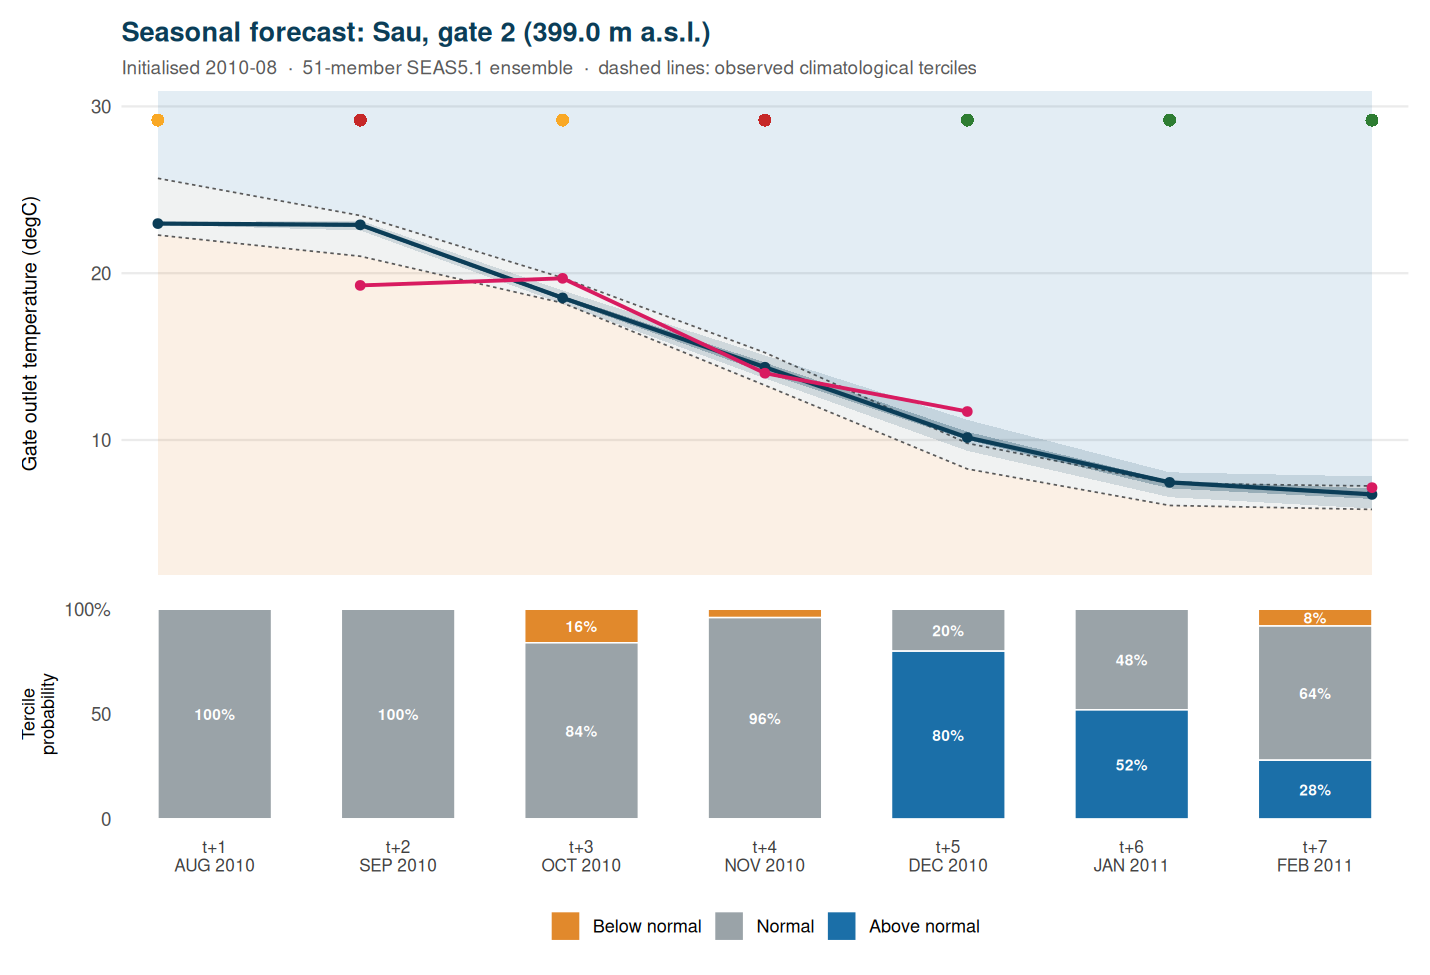 Seasonal forecast: Sau, gate 2 (399.0 m a.s.l.)
Initialised 2010-08 · 51-member SEAS5.1 ensemble · dashed lines: observed climatological terciles
Gate outlet temperature (degC)
30
20
10
Tercile
probability
100%
50
0
100%
100%
16%
84%
96%
20%
80%
48%
52%
8%
64%
28%
t+1
AUG 2010
t+2
SEP 2010
t+3
OCT 2010
t+4
NOV 2010
t+5
DEC 2010
t+6
JAN 2011
t+7
FEB 2011
Below normal
Normal
Above normal